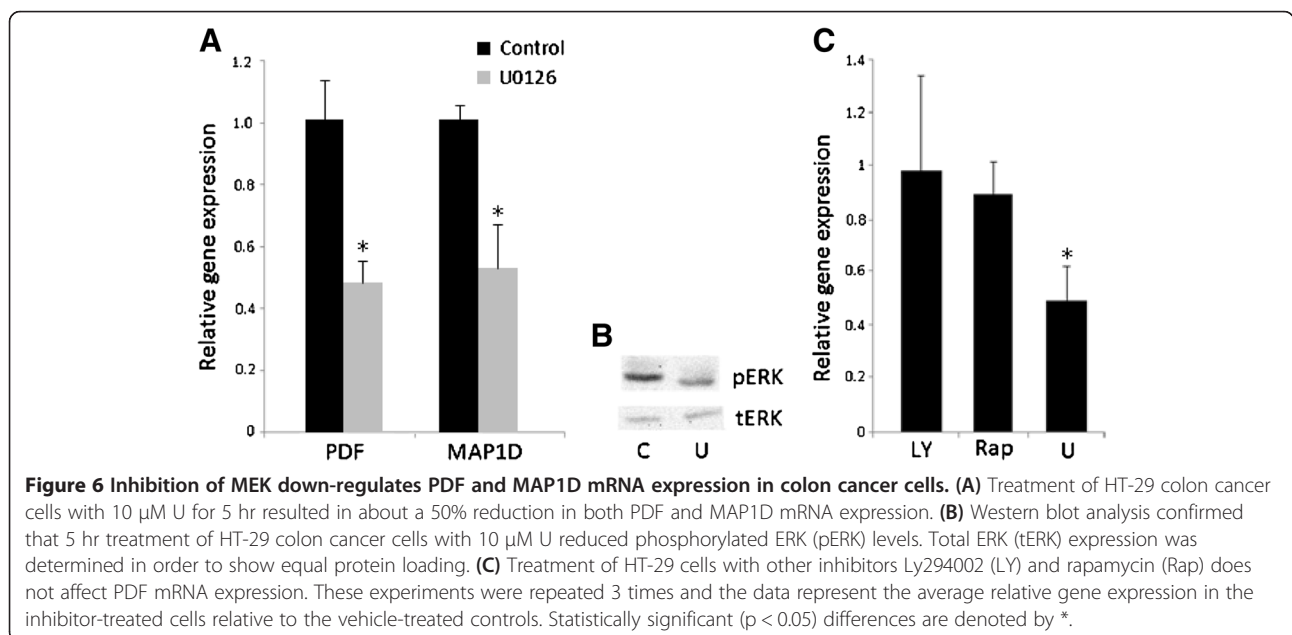 A
Control
U0126
Relative gene expression
1.2
1.0
0.8
0.6
0.4
0.2
0
*
*
PDF
MAP1D
B
pERK
tERK
C
U
C
Relative gene expression
1.4
1.2
1
0.8
0.6
0.4
0.2
0
*
LY
Rap
U
Figure 6 Inhibition of MEK down-regulates PDF and MAP1D mRNA expression in colon cancer cells. (A) Treatment of HT-29 colon cancer
cells with 10 μM U for 5 hr resulted in about a 50% reduction in both PDF and MAP1D mRNA expression. (B) Western blot analysis confirmed
that 5 hr treatment of HT-29 colon cancer cells with 10 μM U reduced phosphorylated ERK (pERK) levels. Total ERK (tERK) expression was
determined in order to show equal protein loading. (C) Treatment of HT-29 cells with other inhibitors Ly294002 (LY) and rapamycin (Rap) does
not affect PDF mRNA expression. These experiments were repeated 3 times and the data represent the average relative gene expression in the
inhibitor-treated cells relative to the vehicle-treated controls. Statistically significant (p < 0.05) differences are denoted by *.